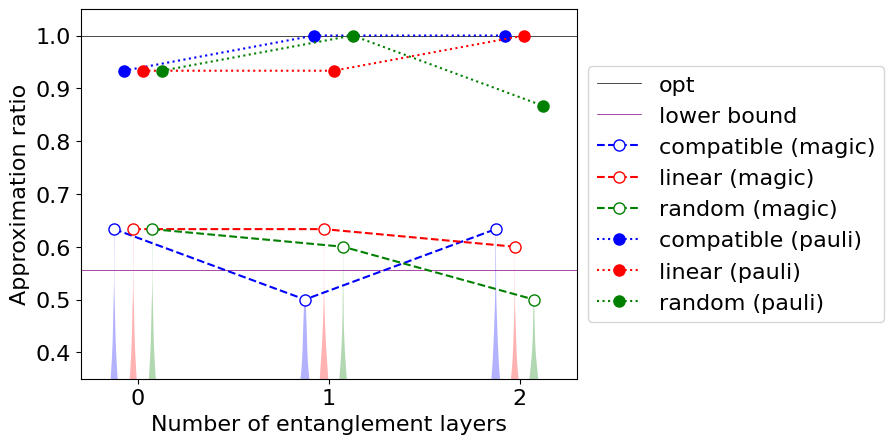 1.0
0.9
0.8
0.7
0.6
0.5
0.4
Approximation ratio
0 1 2
Number of entanglement layers
opt
lower bound
compatible (magic)
linear (magic)
random (magic)
compatible (pauli)
linear (pauli)
random (pauli)